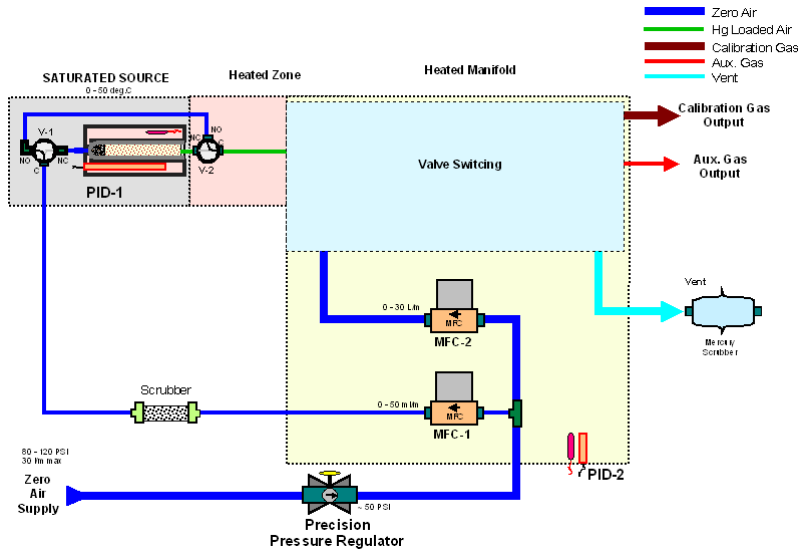 Zero Air
Hg Loaded Air
Calibration Gas
Aux. Gas
Vent
SATURATED SOURCE
0 - 50 deg.C
Heated Zone
Heated Manifold
V-1
NO
NC
C
NO
NC
C
V-2
PID-1
Valve Switcing
Calibration Gas
Output
Aux. Gas
Output
Vent
Mercury
Scrubber
0 - 30 L/m
MFC
MFC-2
Scrubber
0 - 50 ml/m
MFC
MFC-1
PID-2
80 - 120 PSI
30 l/m max
Zero
Air
Supply
~ 50 PSI
Precision
Pressure Regulator